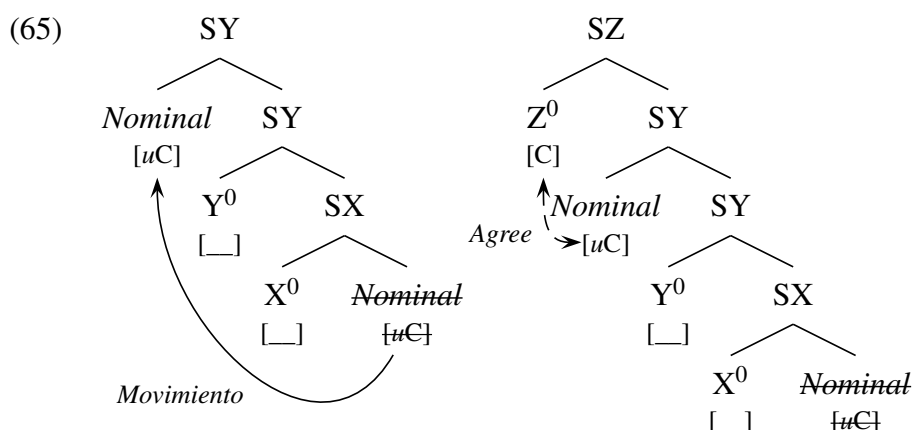 (65) SY SZ
Nominal SY Z⁰ SY
[uC] [C]
Y⁰ SX Nominal SY
[__] Agree [uC]
X⁰ Nominal Y⁰ SX
[__] [uC] [__]
Movimiento X⁰ Nominal
[__] [uC]